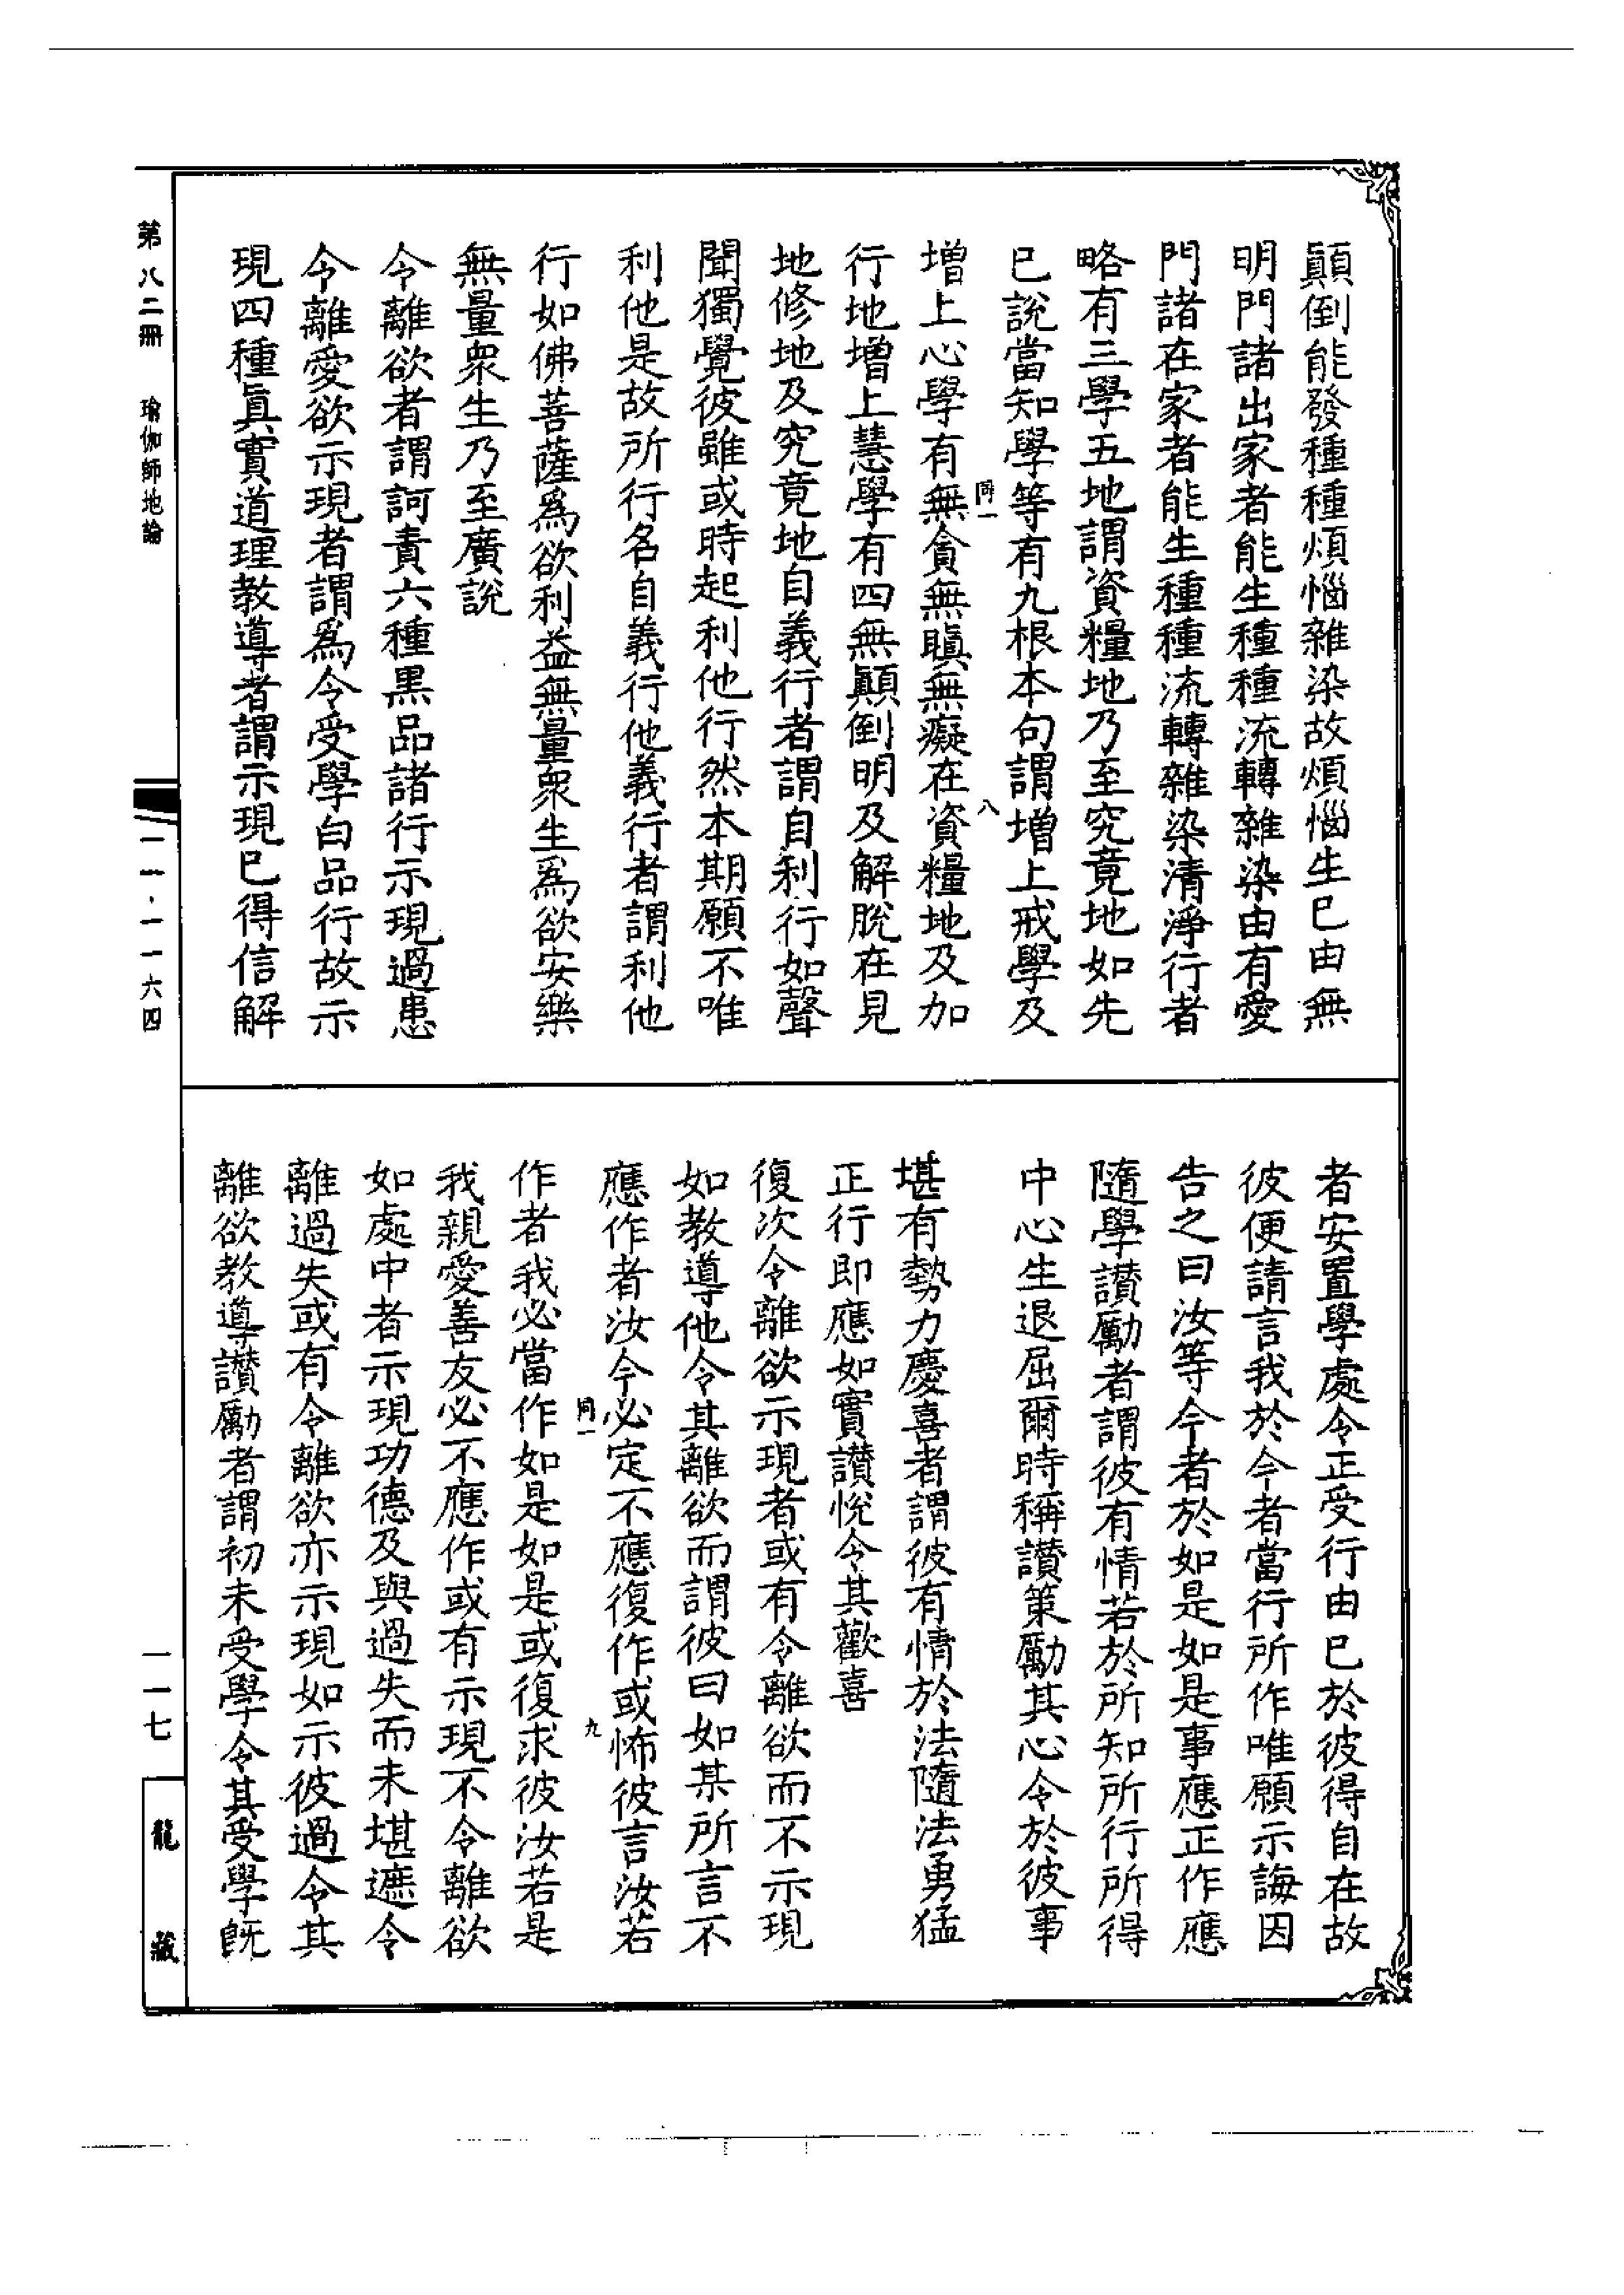 顚倒能發種種煩惱雜染故煩惱生巳由無
明門諸出家者能生種種流轉雜染由有愛
門諸在家者能生種種流轉雜染清淨行者
略有三學五地謂資糧地乃至究竟地如先
巳說當知學等有九根本句謂增上戒學及
增上心學有無貪無瞋無癡在資糧地及加
行地增上慧學有四無顚倒明及解脫在見
地修地及究竟地自義行者謂自利行如聲
聞獨覺彼雖或時起利他行然本期願不唯
利他是故所行名自義行他義行者謂利他
行如佛菩薩爲欲利益無量衆生爲欲安樂
無量衆生乃至廣說
令離欲者謂訶責六種黑品諸行示現過患
令離愛欲示現者謂爲令受學白品行故示
現四種眞實道理教導者謂示現巳得信解
者安置學處令正受行由巳於彼得自在故
彼便請言我於今者當行所作唯願示誨因
告之曰汝等今者於如是如是事應正作應
隨學讃勵者謂彼有情若於所知所行所得
中心生退屈爾時稱讃策勵其心令於彼事
堪有勢力慶喜者謂彼有情於法隨法勇猛
正行即應如實讃悅令其歡喜
復次令離欲示現者或有令離欲而不示現
如教導他令其離欲而謂彼曰如某所言不
應作者汝今必定不應復作或怖彼言汝若
作者我必當作如是如是或復求彼汝若是
我親愛善友必不應作或有示現不令離欲
如處中者示現功德及與過失而未堪遮令
離過失或有令離欲亦示現如示彼過令其
離欲教導讃勵者謂初未受學令其受學旣
第八二冊 瑜伽師地論
一一一·一一六四
一一七
龍藏
同一
八
同一
九